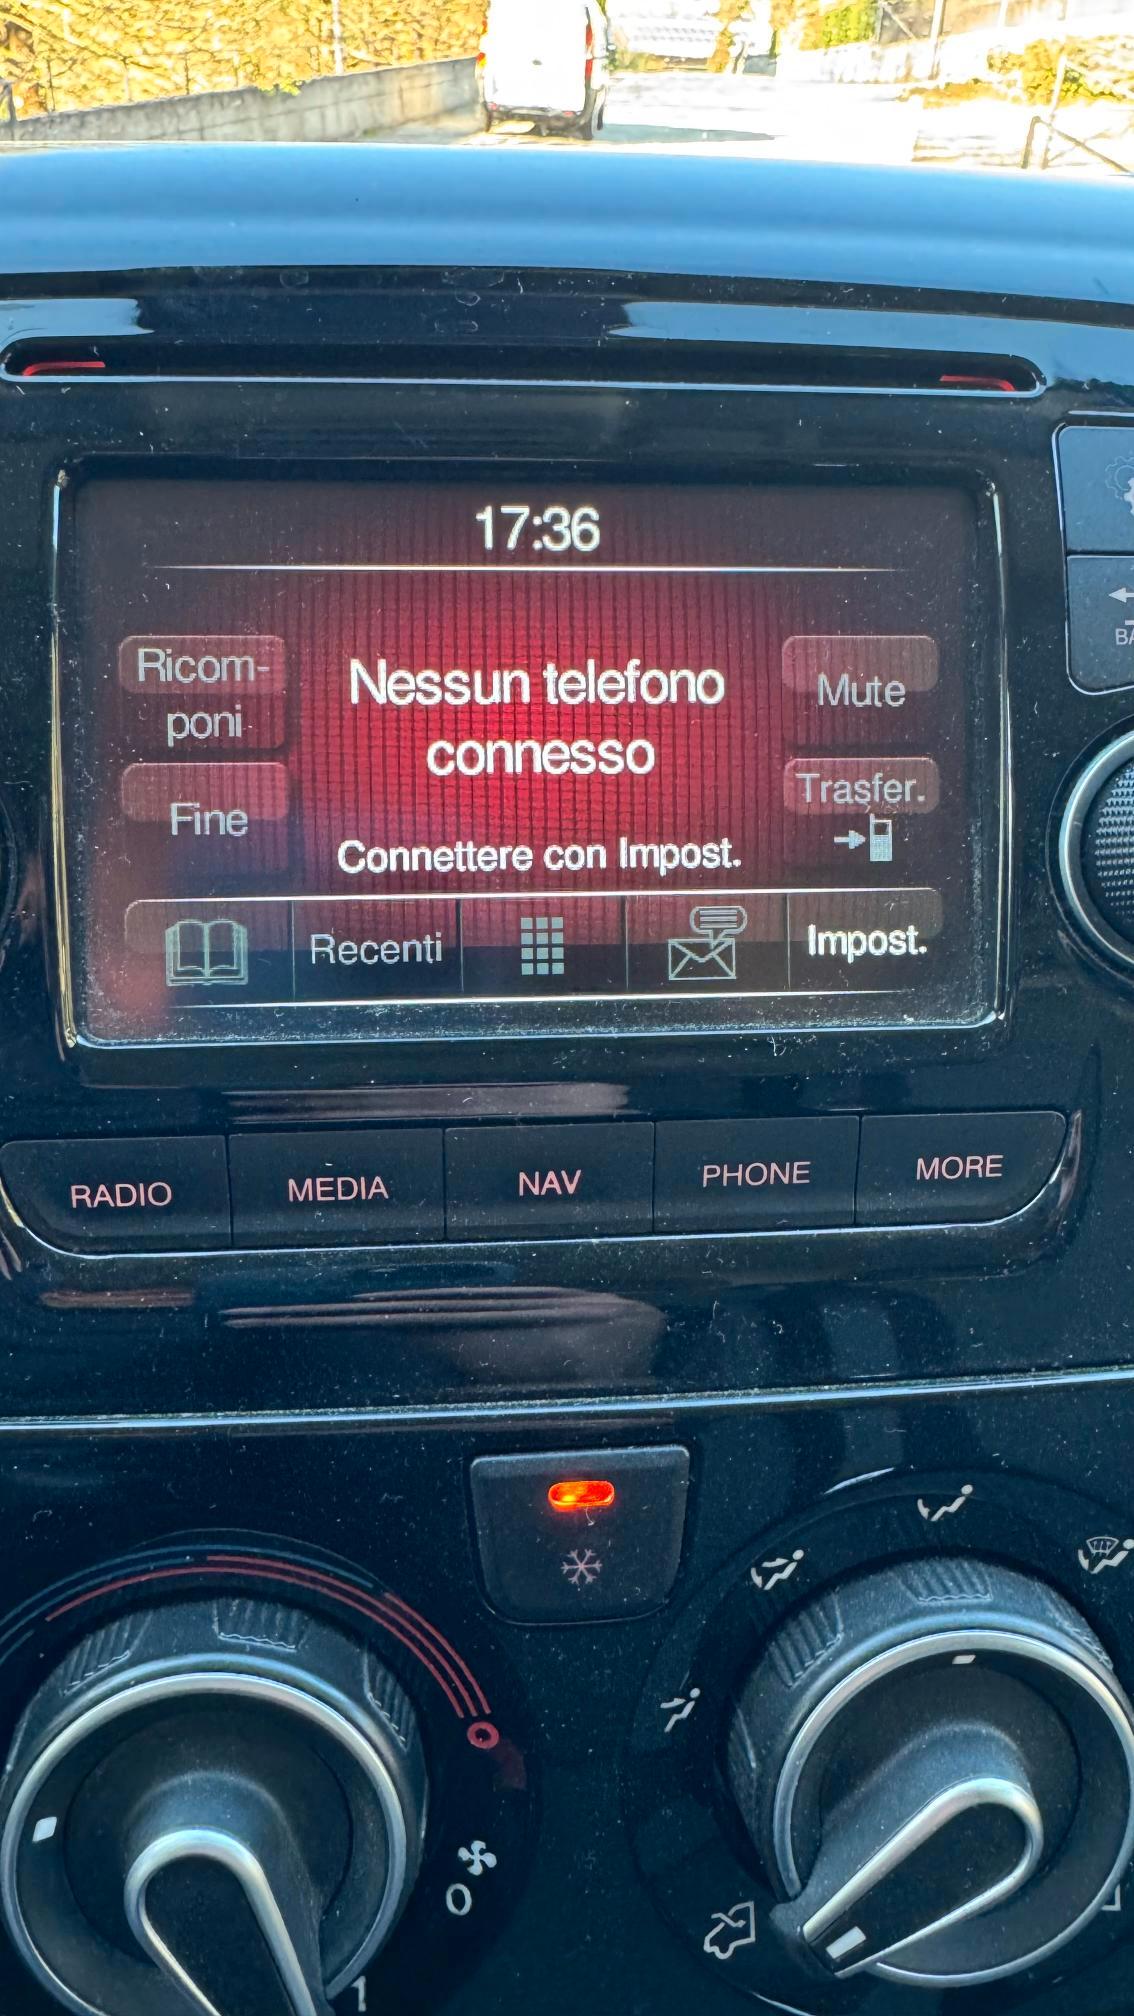 17:36
Ricom-
poni
Nessun telefono
connesso
Mute
Fine
Trasfer.
Connettere con Impost.
Recenti
Impost.
RADIO
MEDIA
NAV
PHONE
MORE
0
1